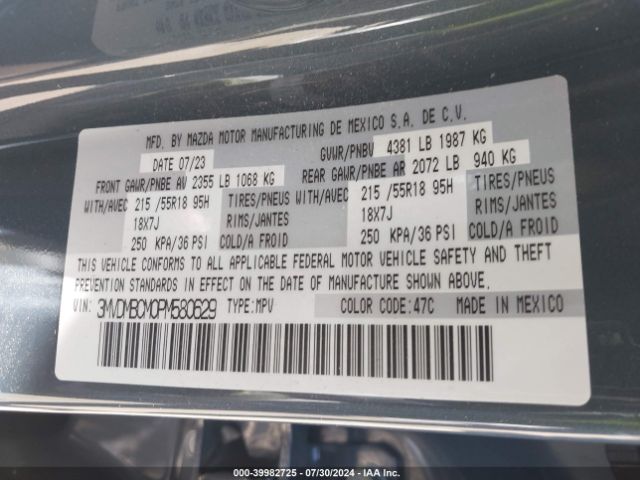 MFD. BY MAZDA MOTOR MANUFACTURING DE MEXICO S.A. DE C.V.
DATE 07/23 GVWR/PNBV 4381 LB 1987 KG
FRONT GAWR/PNBE AV 2355 LB 1068 KG REAR GAWR/PNBE AR 2072 LB 940 KG
WITH/AVEC 215 /55R18 95H TIRES/PNEUS WITH/AVEC 215 /55R18 95H TIRES/PNEUS
18X7J RIMS/JANTES 18X7J RIMS/JANTES
250 KPA/36 PSI COLD/A FROID 250 KPA/36 PSI COLD/A FROID
THIS VEHICLE CONFORMS TO ALL APPLICABLE FEDERAL MOTOR VEHICLE SAFETY AND THEFT
PREVENTION STANDARDS IN EFFECT ON THE DATE OF MANUFACTURE SHOWN ABOVE.
VIN: 3MVDMBCM0PM580629 TYPE:MPV COLOR CODE:47C MADE IN MEXICO
000-39982725 - 07/30/2024 - IAA Inc.